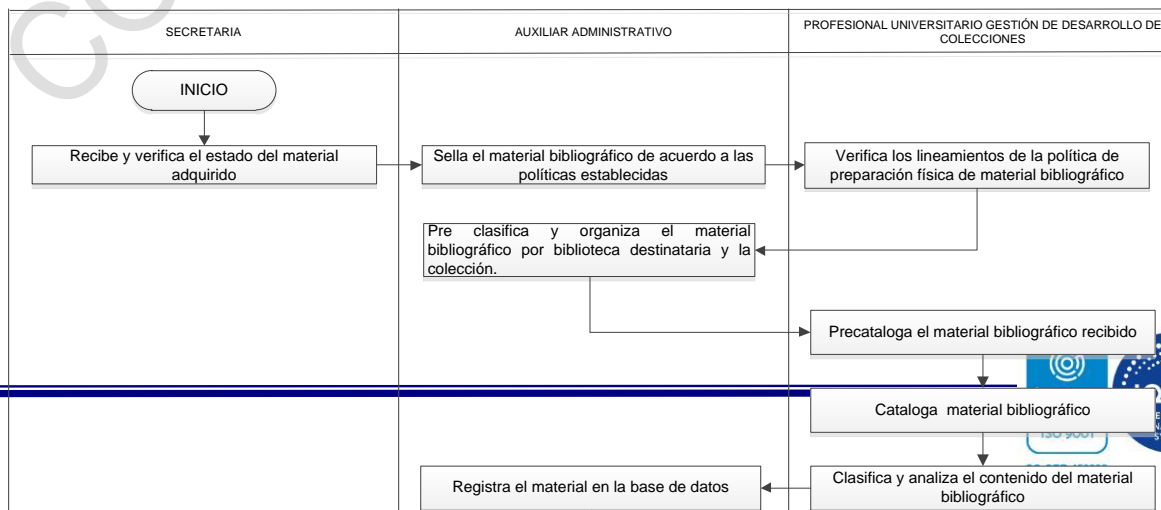 SECRETARIA
AUXILIAR ADMINISTRATIVO
PROFESIONAL UNIVERSITARIO GESTIÓN DE DESARROLLO DE
COLECCIONES
INICIO
Recibe y verifica el estado del material
adquirido
Sella el material bibliográfico de acuerdo a las
políticas establecidas
Verifica los lineamientos de la política de
preparación física de material bibliográfico
Pre clasifica y organiza el material
bibliográfico por biblioteca destinataria y la
colección.
Precataloga el material bibliográfico recibido
Cataloga material bibliográfico
ISO 9001
Clasifica y analiza el contenido del material
bibliográfico
Registra el material en la base de datos